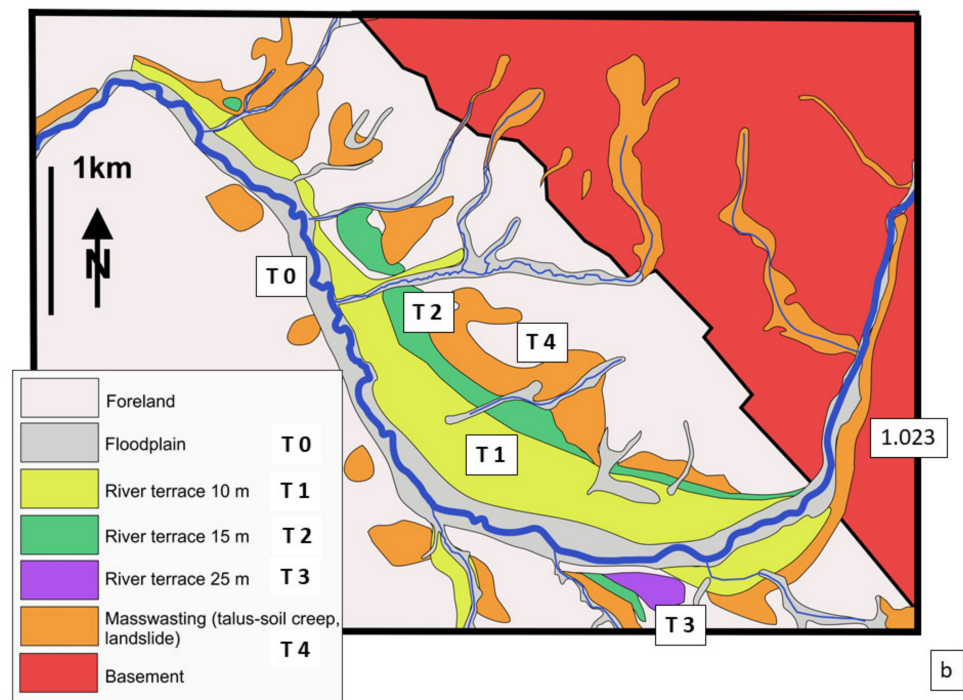 1km
N
T 0
T 2
T 4
T 1
1.023
T 3
Foreland
Floodplain T 0
River terrace 10 m T 1
River terrace 15 m T 2
River terrace 25 m T 3
Masswasting (talus-soil creep,
landslide) T 4
Basement
b